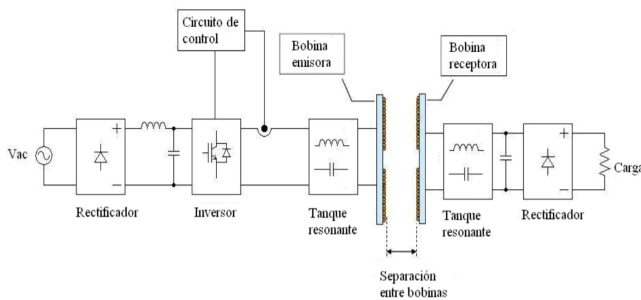 Circuito de
control
Bobina
emisora
Bobina
receptora
Vac
Rectificador
Inversor
Tanque
resonante
Tanque
resonante
Rectificador
Carga
Separación
entre bobinas